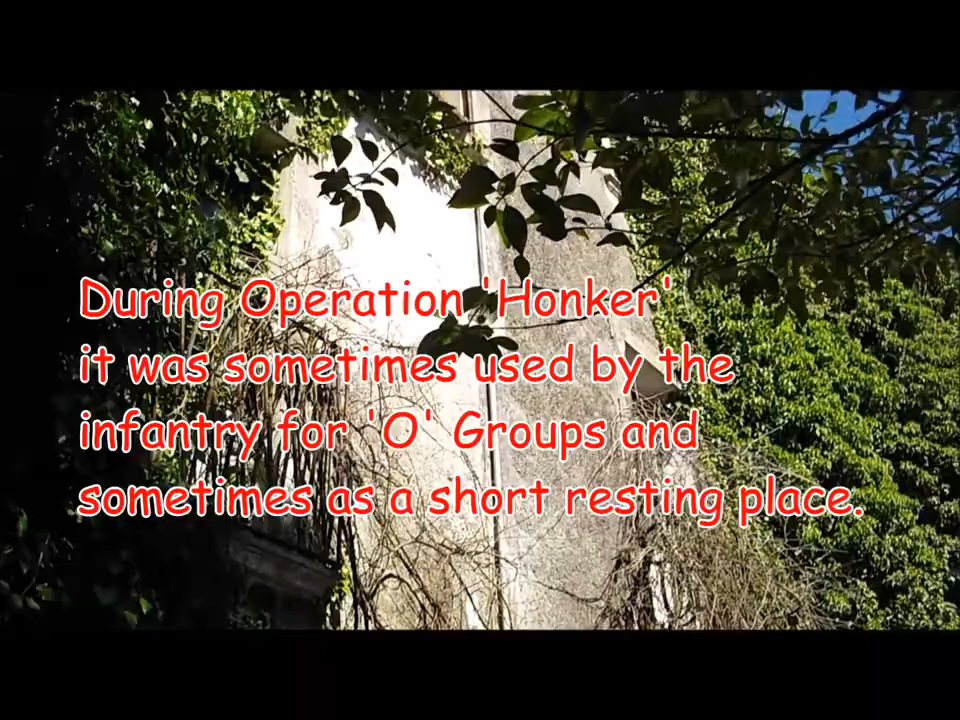 During Operation 'Honker'
it was sometimes used by the
infantry for 'O' Groups and
sometimes as a short resting place.